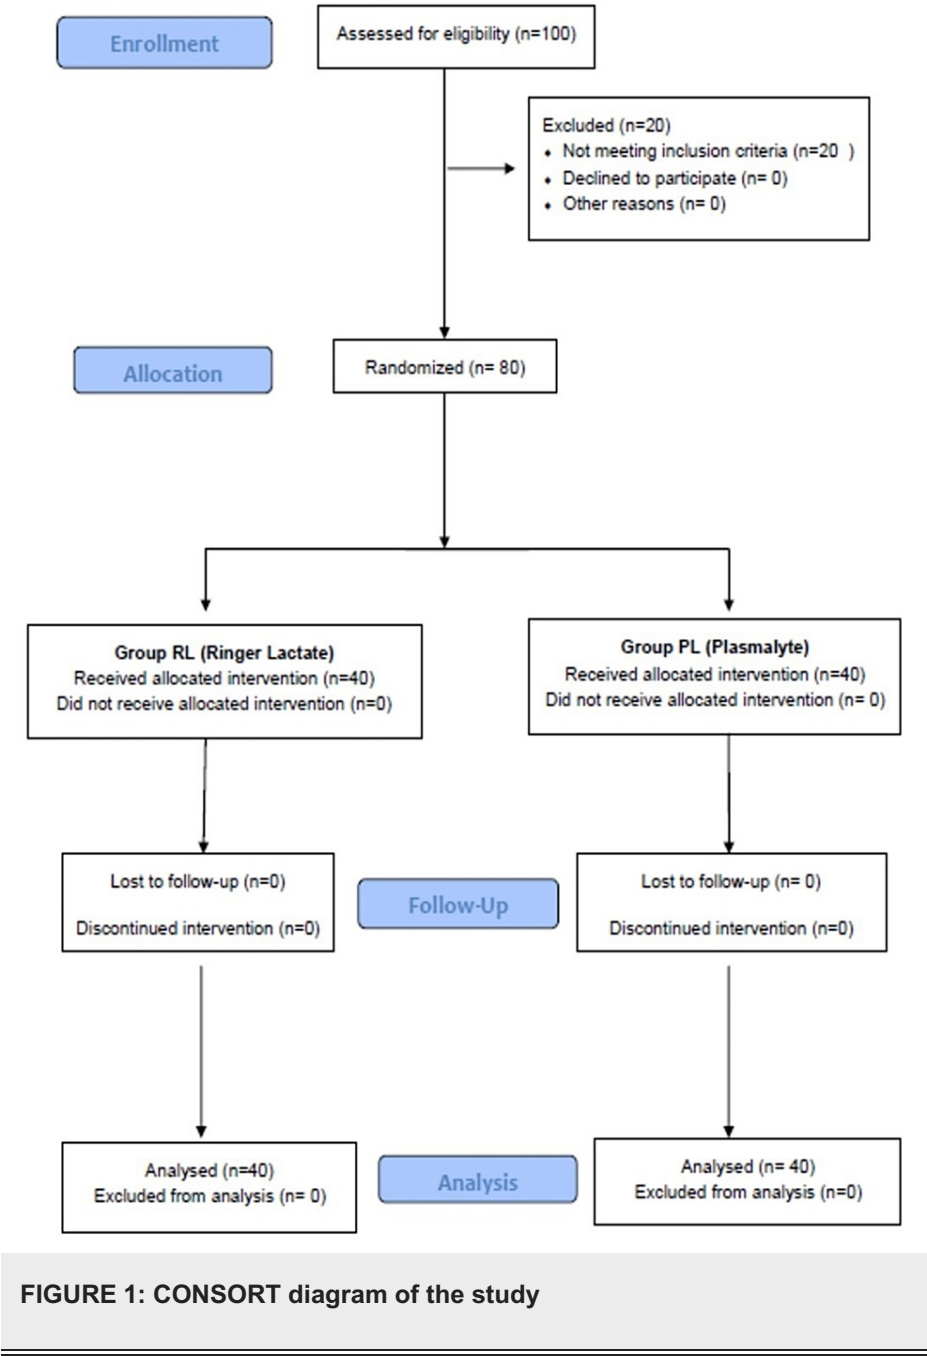 Enrollment
Assessed for eligibility (n=100)
Excluded (n=20)
⬧ Not meeting inclusion criteria (n=20 )
⬧ Declined to participate (n= 0)
⬧ Other reasons (n= 0)
Allocation
Randomized (n= 80)
Group RL (Ringer Lactate)
Received allocated intervention (n=40)
Did not receive allocated intervention (n=0)
Group PL (Plasmalyte)
Received allocated intervention (n=40)
Did not receive allocated intervention (n= 0)
Lost to follow-up (n=0)
Discontinued intervention (n=0)
Follow-Up
Lost to follow-up (n= 0)
Discontinued intervention (n=0)
Analysed (n=40)
Excluded from analysis (n= 0)
Analysis
Analysed (n= 40)
Excluded from analysis (n=0)
FIGURE 1: CONSORT diagram of the study